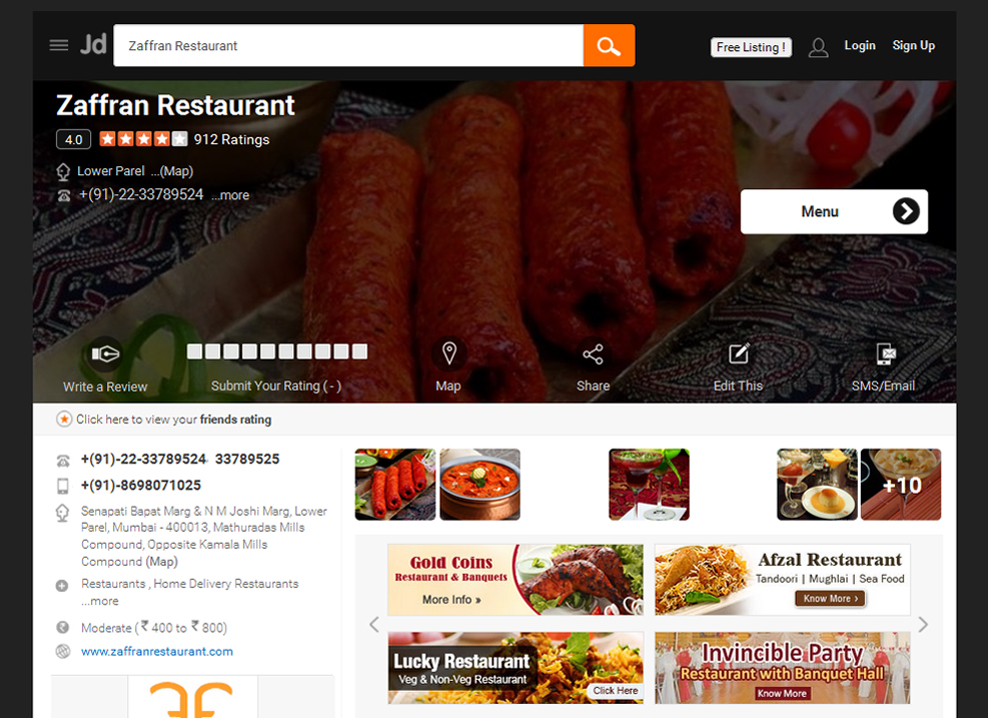 Jd
Zaffran Restaurant
Free Listing !
Login
Sign Up
Zaffran Restaurant
4.0
912 Ratings
Lower Parel ...(Map)
+(91)-22-33789524 ...more
Menu
Write a Review
Submit Your Rating ( - )
Map
Share
Edit This
SMS/Email
Click here to view your friends rating
+(91)-22-33789524 33789525
+(91)-8698071025
Senapati Bapat Marg & N M Joshi Marg, Lower
Parel, Mumbai - 400013, Mathuradas Mills
Compound, Opposite Kamala Mills
Compound (Map)
Restaurants , Home Delivery Restaurants
...more
Moderate ( ₹ 400 to ₹ 800)
www.zaffranrestaurant.com
+10
Gold Coins
Restaurant & Banquets
More Info »
Afzal Restaurant
Tandoori | Mughlai | Sea Food
Know More ›
Lucky Restaurant
Veg & Non-Veg Restaurant
Click Here
Invincible Party
Restaurant with Banquet Hall
Know More